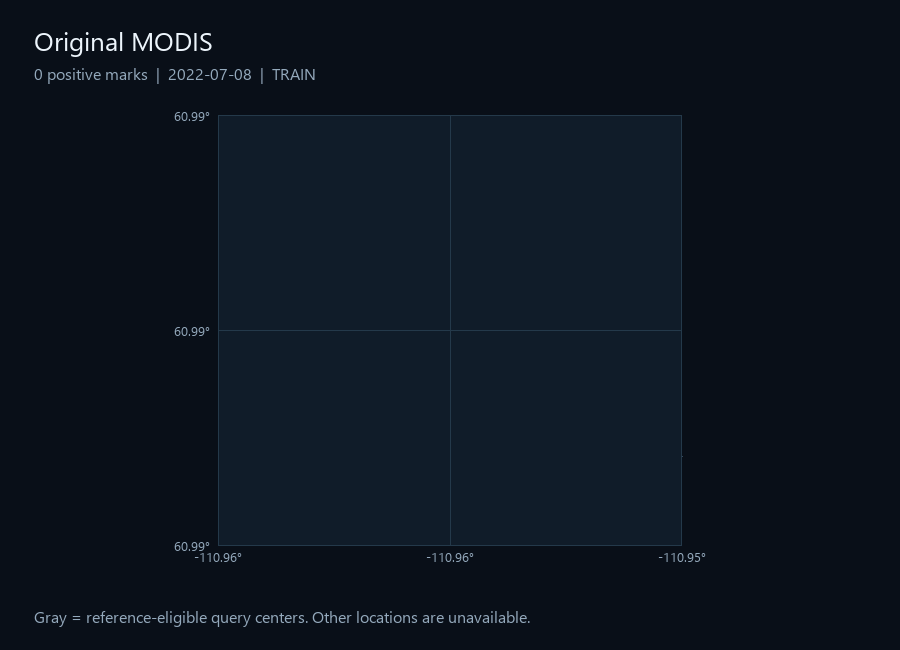 Original MODIS
0 positive marks | 2022-07-08 | TRAIN
60.99°
60.99°
60.99°
-110.96° -110.96° -110.95°
Gray = reference-eligible query centers. Other locations are unavailable.